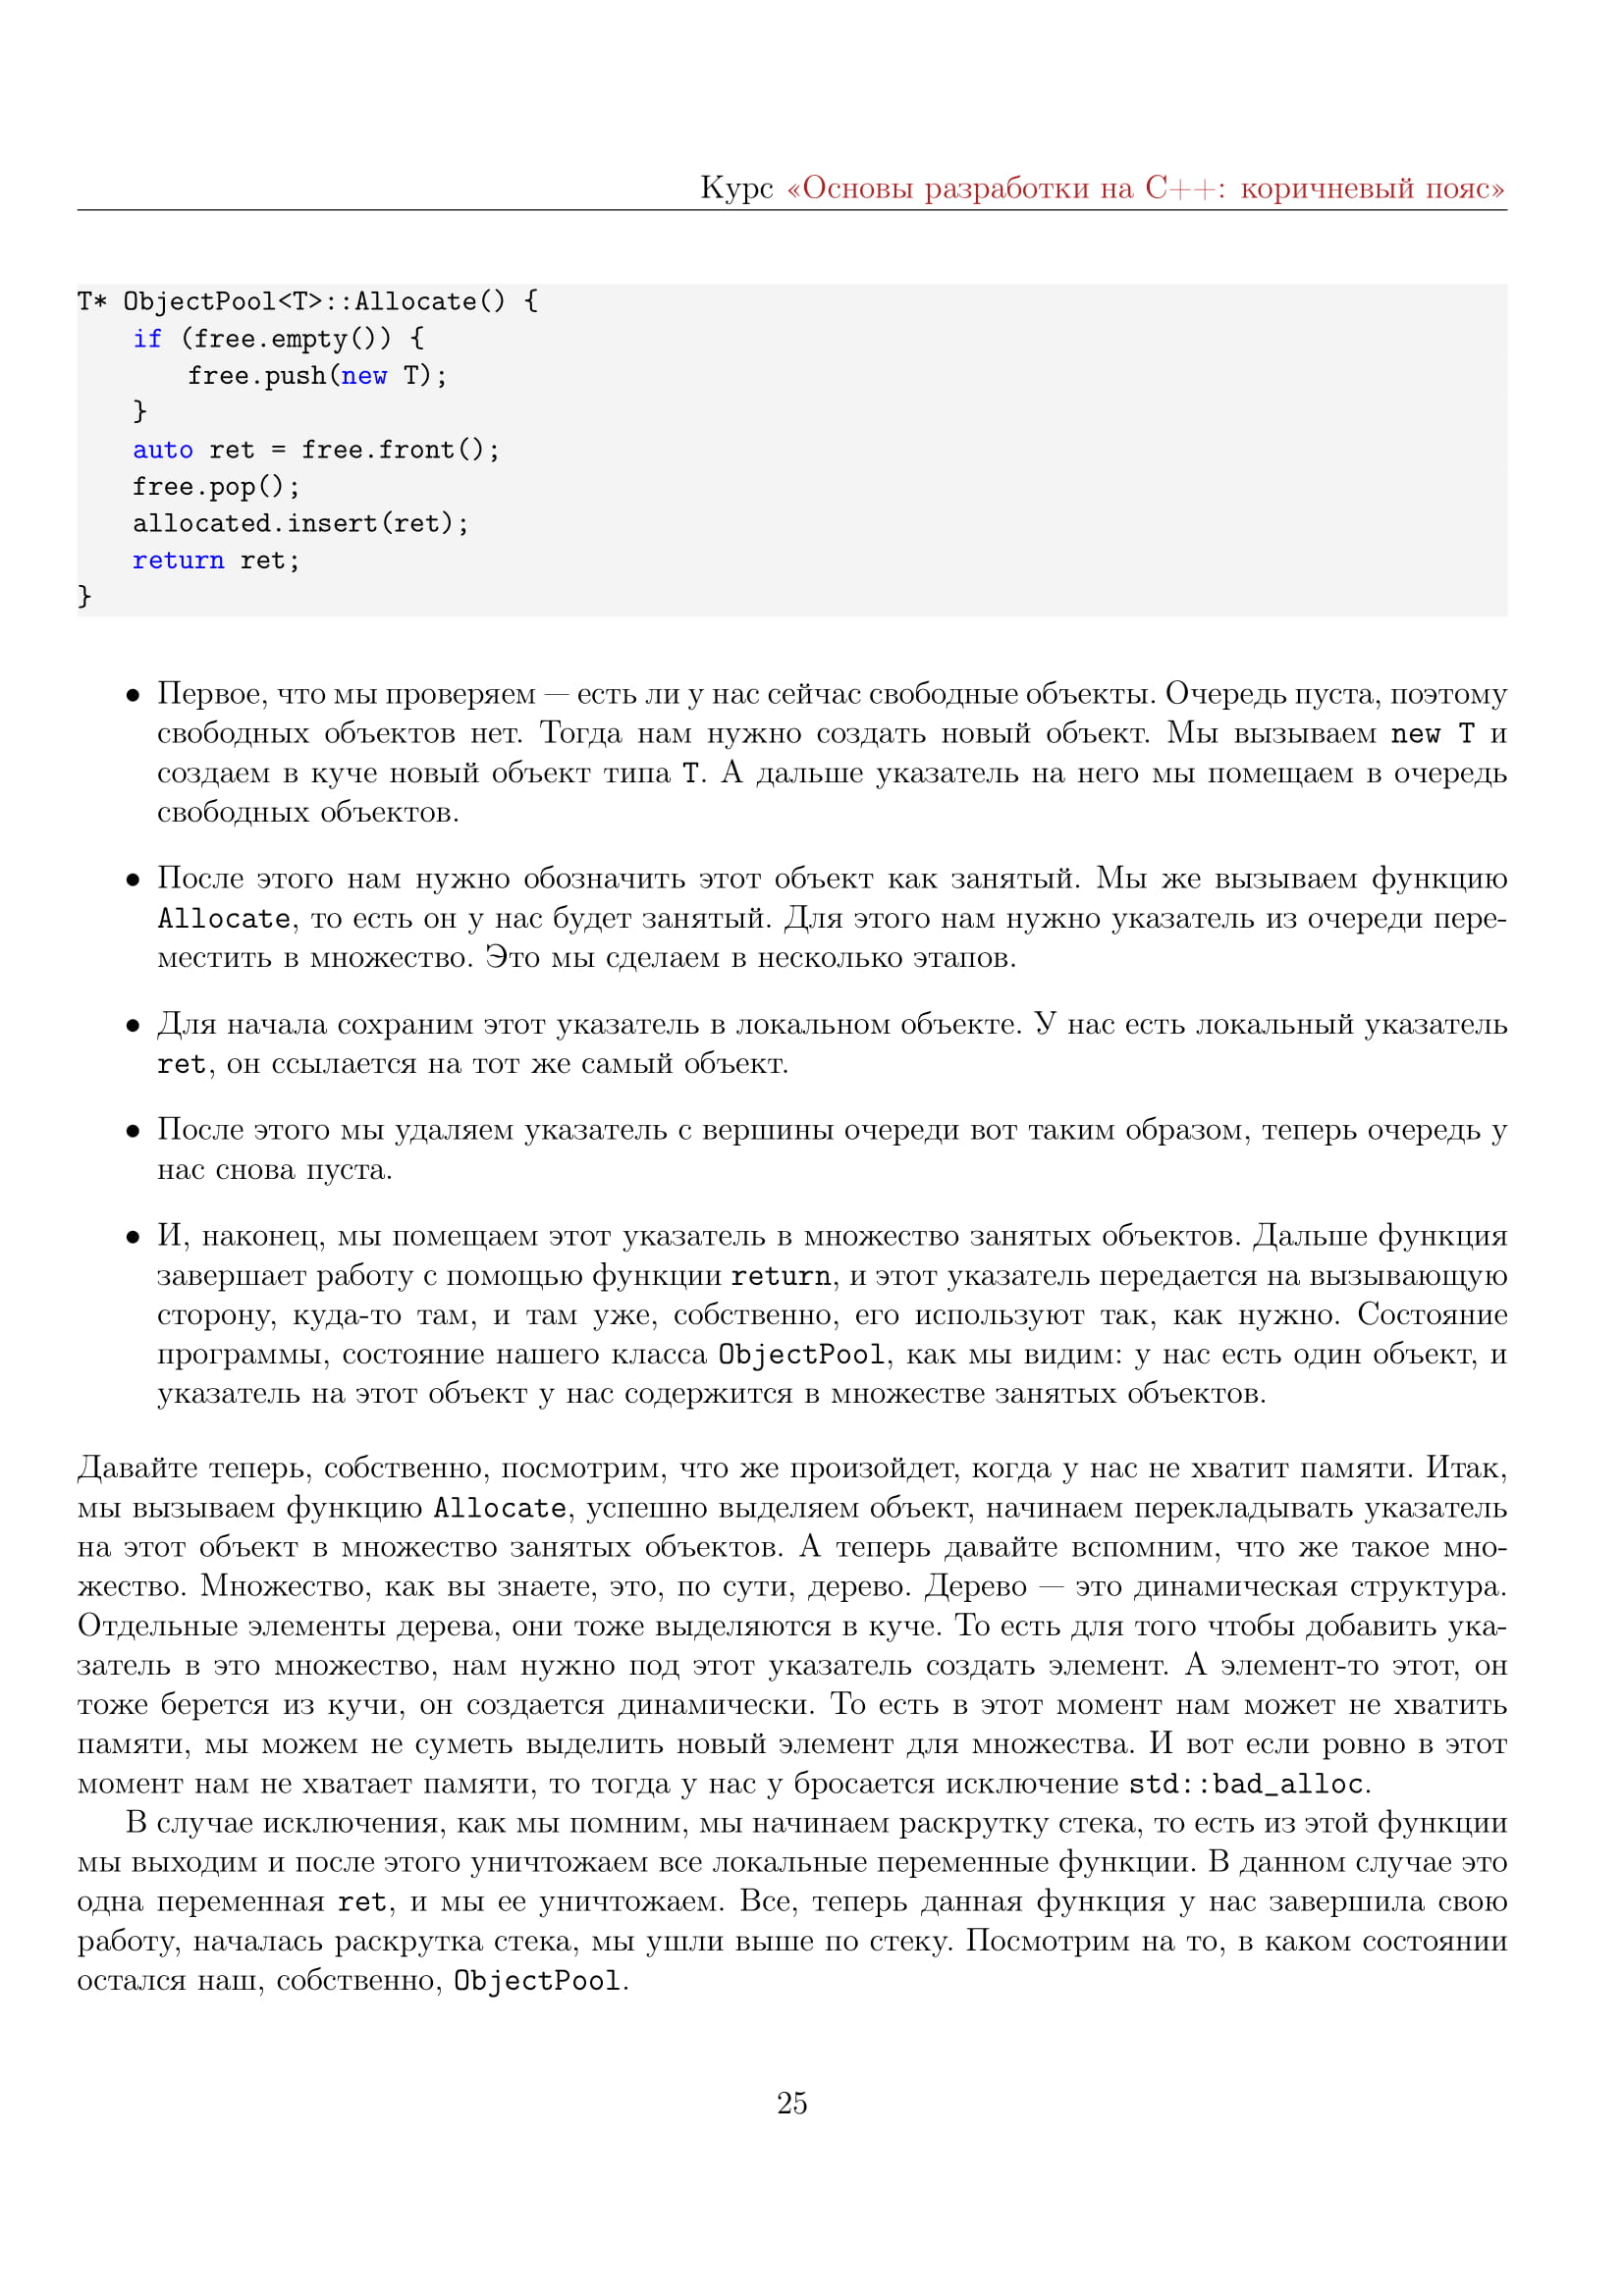 Курс «Основы разработки на C++: коричневый пояс»
T* ObjectPool<T>::Allocate() {
if (free.empty()) {
free.push(new T);
}
auto ret = free.front();
free.pop();
allocated.insert(ret);
return ret;
}
• Первое, что мы проверяем — есть ли у нас сейчас свободные объекты. Очередь пуста, поэтому
свободных объектов нет. Тогда нам нужно создать новый объект. Мы вызываем new T и
создаем в куче новый объект типа T. А дальше указатель на него мы помещаем в очередь
свободных объектов.
• После этого нам нужно обозначить этот объект как занятый. Мы же вызываем функцию
Allocate, то есть он у нас будет занятый. Для этого нам нужно указатель из очереди пере-
местить в множество. Это мы сделаем в несколько этапов.
• Для начала сохраним этот указатель в локальном объекте. У нас есть локальный указатель
ret, он ссылается на тот же самый объект.
• После этого мы удаляем указатель с вершины очереди вот таким образом, теперь очередь у
нас снова пуста.
• И, наконец, мы помещаем этот указатель в множество занятых объектов. Дальше функция
завершает работу с помощью функции return, и этот указатель передается на вызывающую
сторону, куда-то там, и там уже, собственно, его используют так, как нужно. Состояние
программы, состояние нашего класса ObjectPool, как мы видим: у нас есть один объект, и
указатель на этот объект у нас содержится в множестве занятых объектов.
Давайте теперь, собственно, посмотрим, что же произойдет, когда у нас не хватит памяти. Итак,
мы вызываем функцию Allocate, успешно выделяем объект, начинаем перекладывать указатель
на этот объект в множество занятых объектов. А теперь давайте вспомним, что же такое мно-
жество. Множество, как вы знаете, это, по сути, дерево. Дерево — это динамическая структура.
Отдельные элементы дерева, они тоже выделяются в куче. То есть для того чтобы добавить ука-
затель в это множество, нам нужно под этот указатель создать элемент. А элемент-то этот, он
тоже берется из кучи, он создается динамически. То есть в этот момент нам может не хватить
памяти, мы можем не суметь выделить новый элемент для множества. И вот если ровно в этот
момент нам не хватает памяти, то тогда у нас у бросается исключение std::bad_alloc.
В случае исключения, как мы помним, мы начинаем раскрутку стека, то есть из этой функции
мы выходим и после этого уничтожаем все локальные переменные функции. В данном случае это
одна переменная ret, и мы ее уничтожаем. Все, теперь данная функция у нас завершила свою
работу, началась раскрутка стека, мы ушли выше по стеку. Посмотрим на то, в каком состоянии
остался наш, собственно, ObjectPool.
25